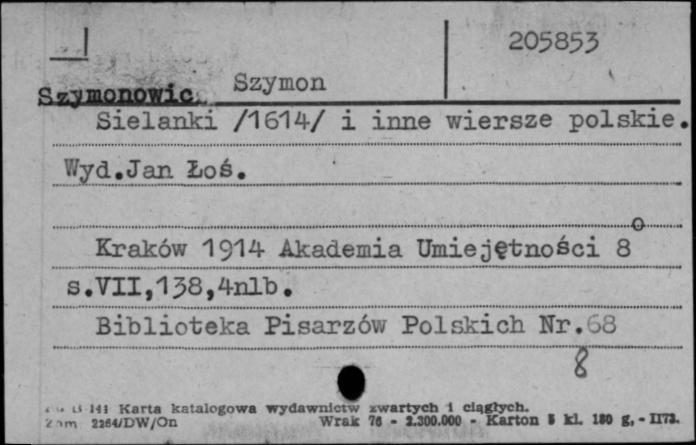 205853
Szymonowic Szymon
Sielanki /1614/ i inne wiersze polskie.
Wyd.Jan Łoś.
Kraków 1914 Akademia Umiejętności 8o
s.VII,138,4nlb.
Biblioteka Pisarzów Polskich Nr.68
8
141 Karta katalogowa wydawnictw zwartych i ciągłych.
2264/DW/On Wrak 76 - 2.300.000 - Karton kl. 180 g, - II73.